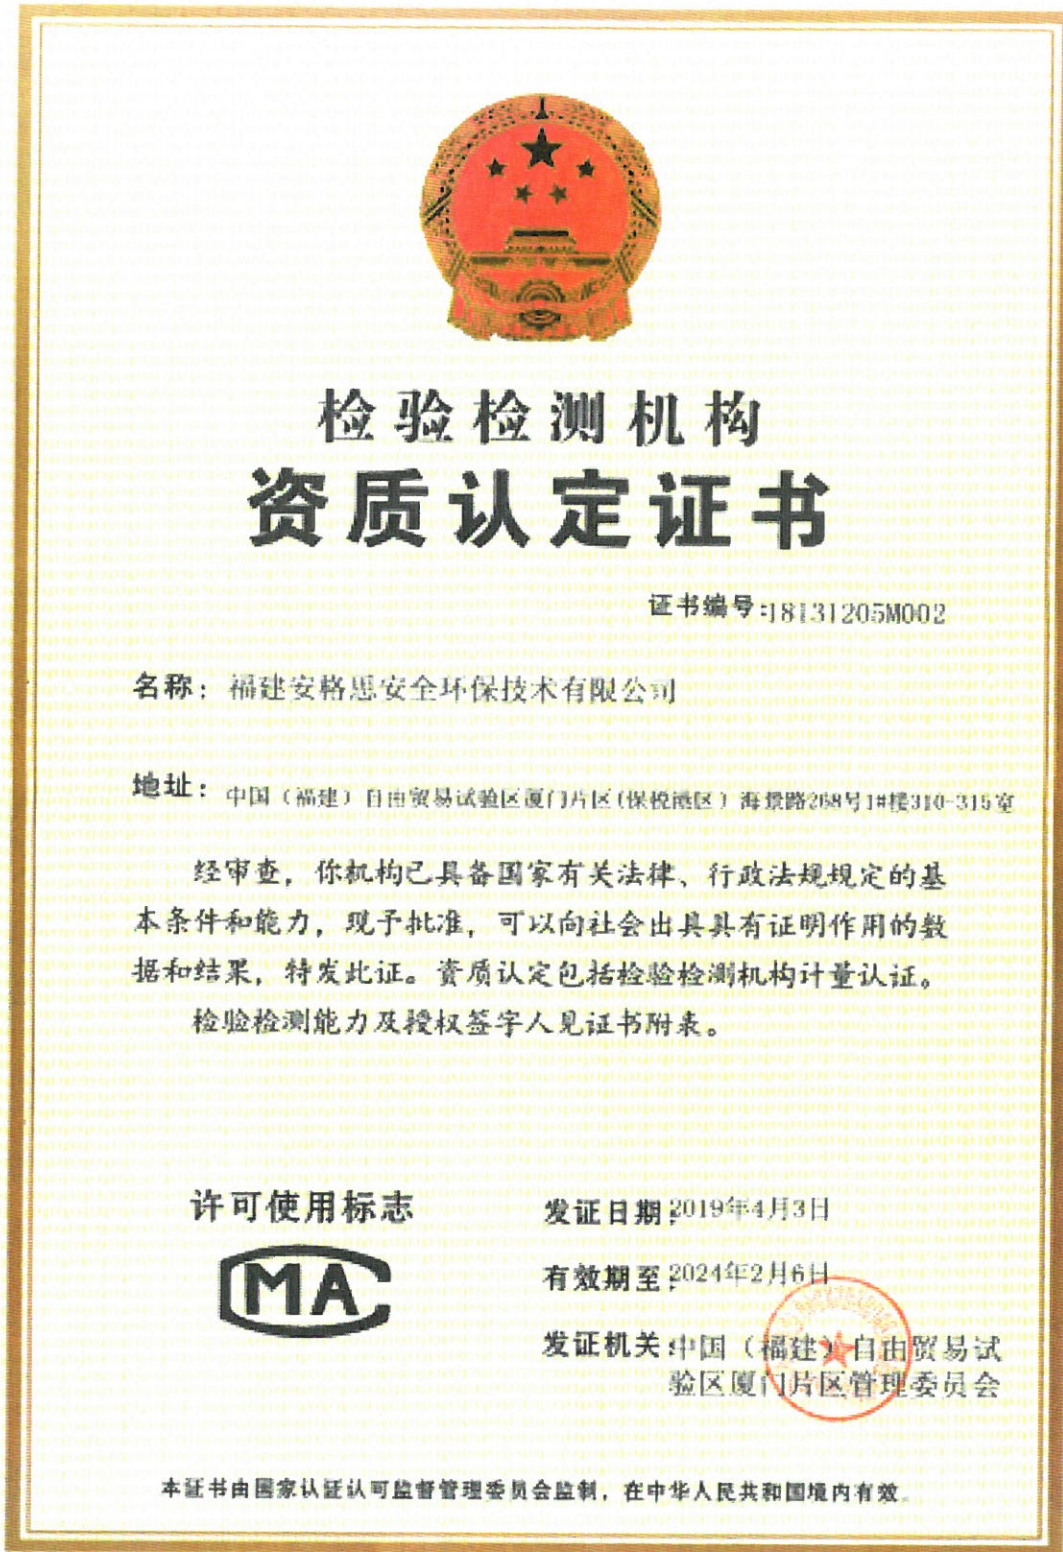 检验检测机构
资质认定证书
证书编号:18131205M002
名称：福建安格思安全环保技术有限公司
地址：中国（福建）自由贸易试验区厦门片区(保税港区）海景路268号1#楼310-315室
经审查，你机构已具备国家有关法律、行政法规规定的基
本条件和能力，现予批准，可以向社会出具具有证明作用的数
据和结果，特发此证。资质认定包括检验检测机构计量认证。
检验检测能力及授权签字人见证书附表。
许可使用标志
MA
发证日期:2019年4月3日
有效期至:2024年2月6日
发证机关:中国（福建）自由贸易试
验区厦门片区管理委员会
本证书由国家认证认可监督管理委员会监制，在中华人民共和国境内有效。